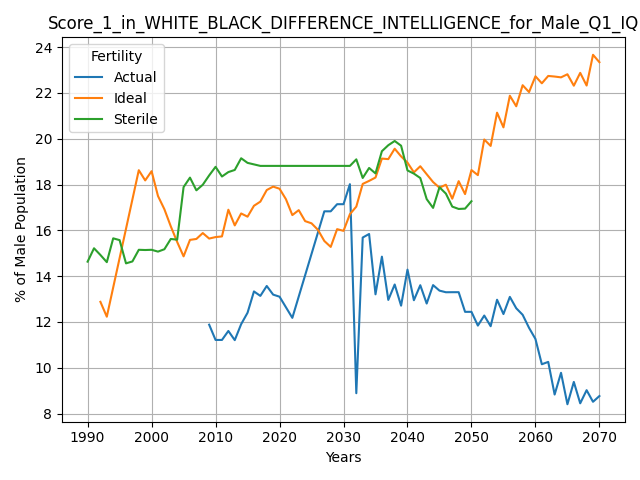 Score_1_in_WHITE_BLACK_DIFFERENCE_INTELLIGENCE_for_Male_Q1_IQ
24
22
20
18
16
14
12
10
8
% of Male Population
Fertility
Actual
Ideal
Sterile
1990 2000 2010 2020 2030 2040 2050 2060 2070
Years